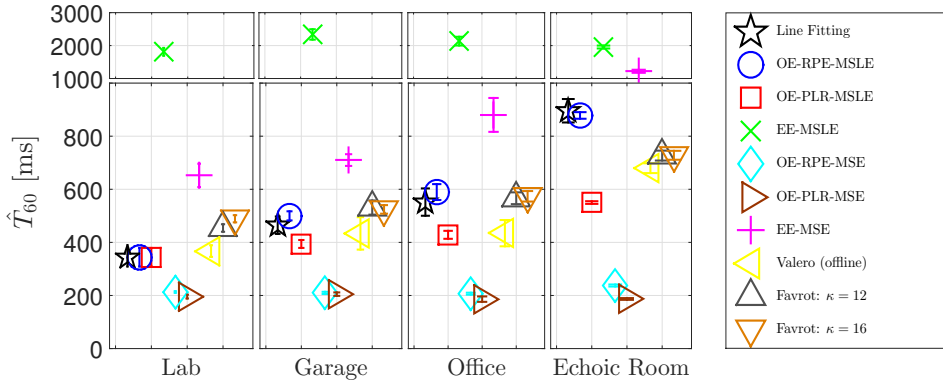 3000
2000
1000
800
600
400
200
0
T̂60 [ms]
Lab
Garage
Office
Echoic Room
Line Fitting
OE-RPE-MSLE
OE-PLR-MSLE
EE-MSLE
OE-RPE-MSE
OE-PLR-MSE
EE-MSE
Valero (offline)
Favrot: κ = 12
Favrot: κ = 16